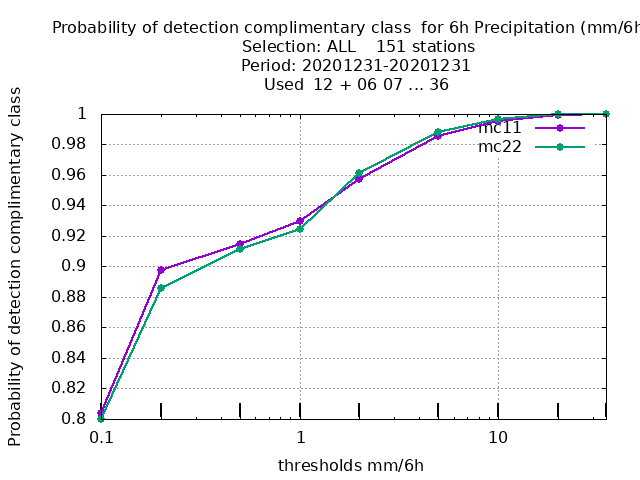 Probability of detection complimentary class for 6h Precipitation (mm/6h
Selection: ALL 151 stations
Period: 20201231-20201231
Used 12 + 06 07 ... 36
Probability of detection complimentary class
1
0.98
0.96
0.94
0.92
0.9
0.88
0.86
0.84
0.82
0.8
mc11
mc22
0.1
1
10
thresholds mm/6h